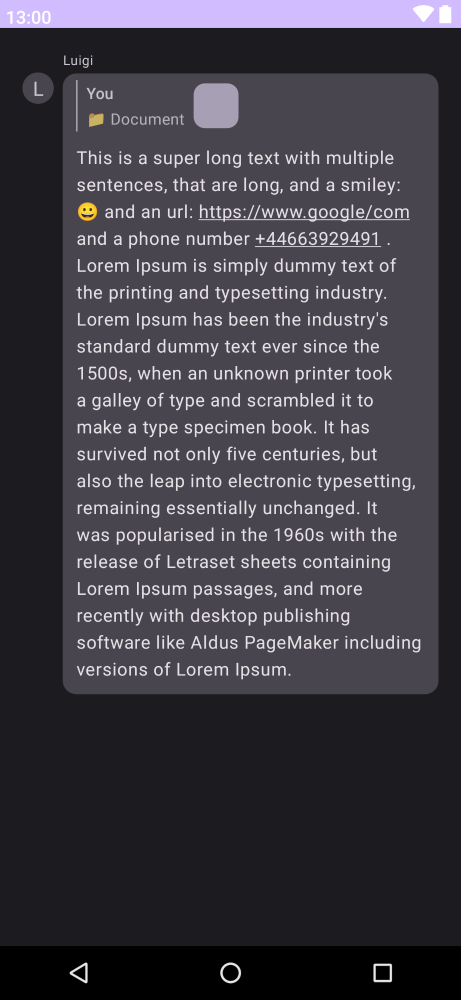 13:00
Luigi
L
You
📁 Document
This is a super long text with multiple
sentences, that are long, and a smiley:
😀 and an url: https://www.google/com
and a phone number +44663929491 .
Lorem Ipsum is simply dummy text of
the printing and typesetting industry.
Lorem Ipsum has been the industry's
standard dummy text ever since the
1500s, when an unknown printer took
a galley of type and scrambled it to
make a type specimen book. It has
survived not only five centuries, but
also the leap into electronic typesetting,
remaining essentially unchanged. It
was popularised in the 1960s with the
release of Letraset sheets containing
Lorem Ipsum passages, and more
recently with desktop publishing
software like Aldus PageMaker including
versions of Lorem Ipsum.